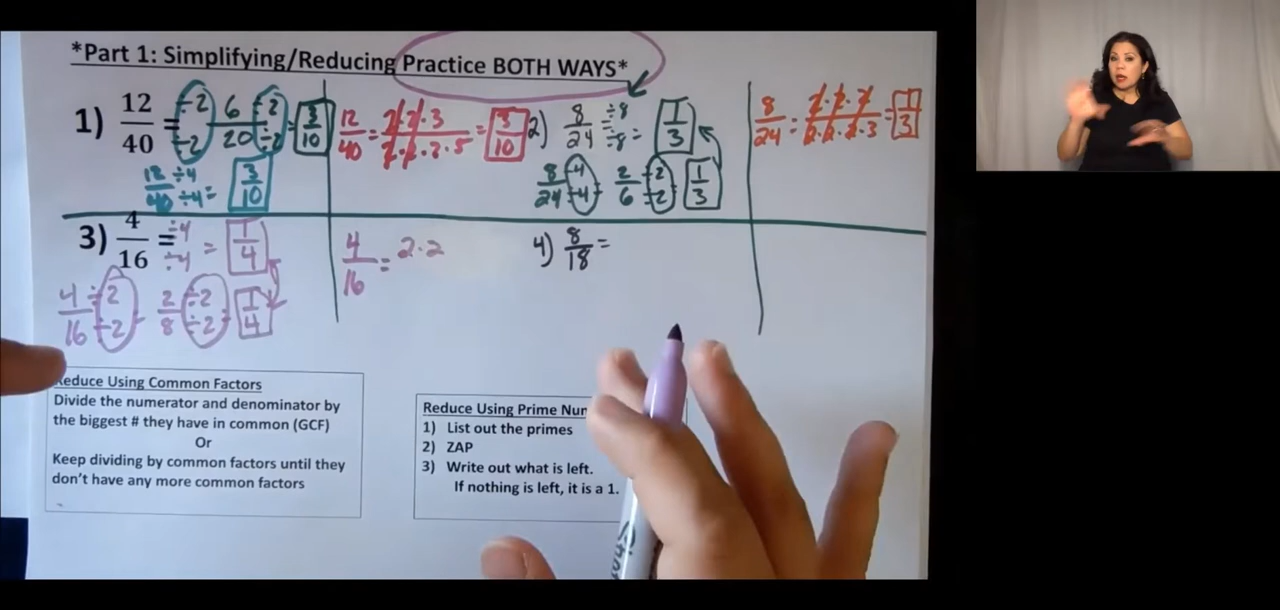 *Part 1: Simplifying/Reducing Practice BOTH WAYS*
1) 12/40 = ÷2/÷2 6/20 ÷2/÷2 = 3/10
12/40 ÷4/÷4 = 3/10
12/40 = 2·2·3/2·2·2·5 = 3/10
2) 8/24 ÷8/÷8 = 1/3
8/24 ÷4/÷4 = 2/6 ÷2/÷2 = 1/3
8/24 = 2·2·2/2·2·2·3 = 1/3
3) 4/16 = ÷4/÷4 = 1/4
4/16 ÷2/÷2 = 2/8 ÷2/÷2 = 1/4
4/16 = 2·2
4) 8/18 =
Reduce Using Common Factors
Divide the numerator and denominator by
the biggest # they have in common (GCF)
Or
Keep dividing by common factors until they
don't have any more common factors
Reduce Using Prime
1) List out the primes
2) ZAP
3) Write out what is left.
If nothing is left, it is a 1.